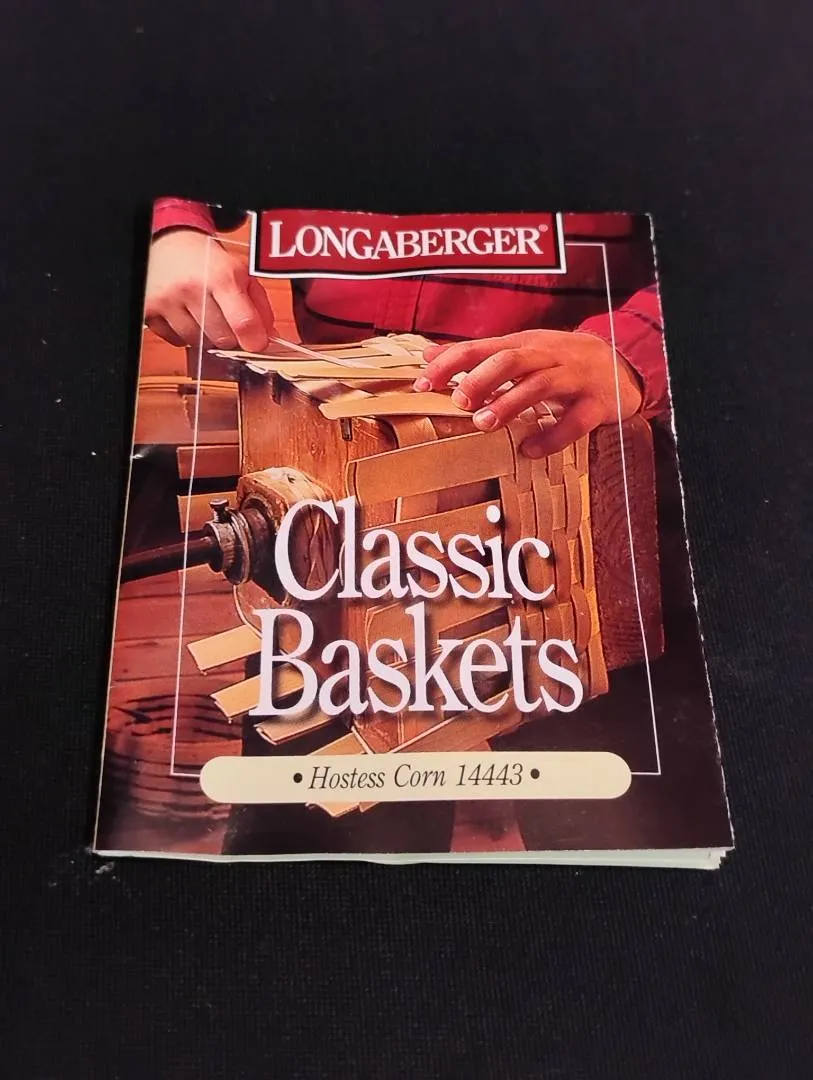 LONGABERGER®
Classic
Baskets
• Hostess Corn 14443 •